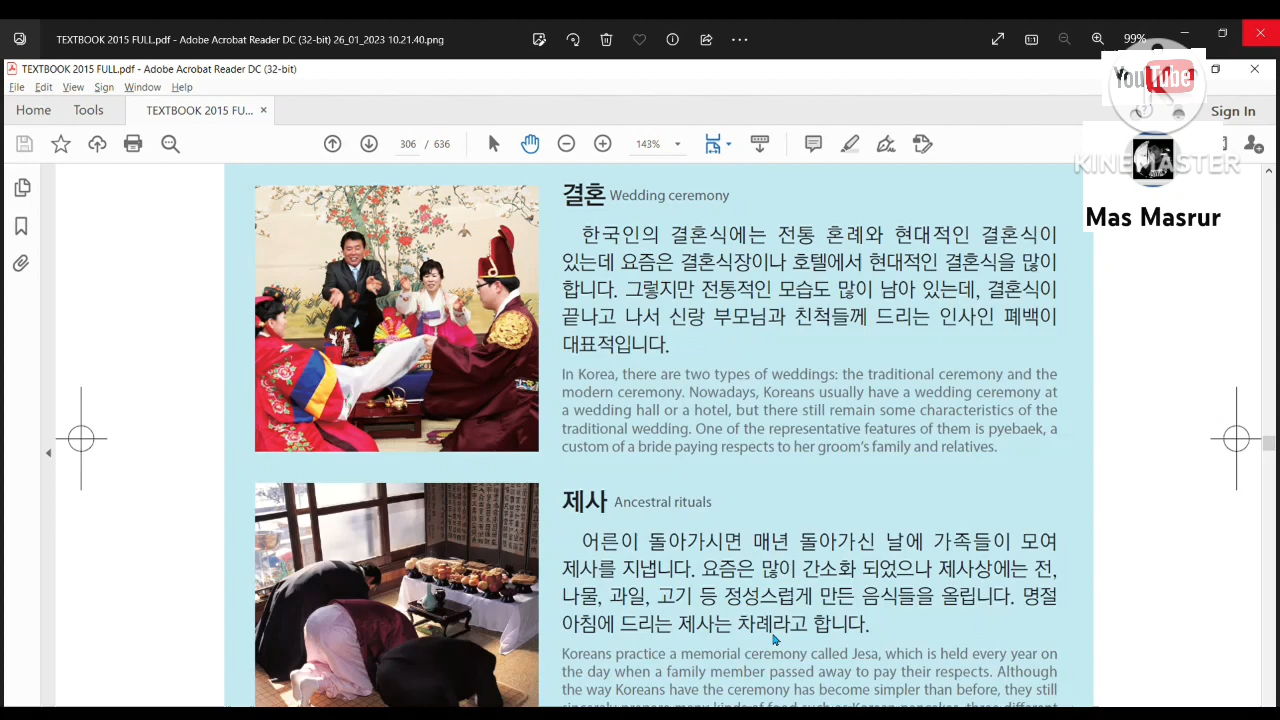 TEXTBOOK 2015 FULL.pdf - Adobe Acrobat Reader DC (32-bit) 26_01_2023 10.21.40.png
99%
TEXTBOOK 2015 FULL.pdf - Adobe Acrobat Reader DC (32-bit)
File Edit View Sign Window Help
YouTube
Home Tools TEXTBOOK 2015 FU... Sign In
306 / 636 143%
KINEMASTER
Mas Masrur
결혼 Wedding ceremony
한국인의 결혼식에는 전통 혼례와 현대적인 결혼식이
있는데 요즘은 결혼식장이나 호텔에서 현대적인 결혼식을 많이
합니다. 그렇지만 전통적인 모습도 많이 남아 있는데, 결혼식이
끝나고 나서 신랑 부모님과 친척들께 드리는 인사인 폐백이
대표적입니다.
In Korea, there are two types of weddings: the traditional ceremony and the
modern ceremony. Nowadays, Koreans usually have a wedding ceremony at
a wedding hall or a hotel, but there still remain some characteristics of the
traditional wedding. One of the representative features of them is pyebaek, a
custom of a bride paying respects to her groom's family and relatives.
제사 Ancestral rituals
어른이 돌아가시면 매년 돌아가신 날에 가족들이 모여
제사를 지냅니다. 요즘은 많이 간소화 되었으나 제사상에는 전,
나물, 과일, 고기 등 정성스럽게 만든 음식들을 올립니다. 명절
아침에 드리는 제사는 차례라고 합니다.
Koreans practice a memorial ceremony called Jesa, which is held every year on
the day when a family member passed away to pay their respects. Although
the way Koreans have the ceremony has become simpler than before, they still